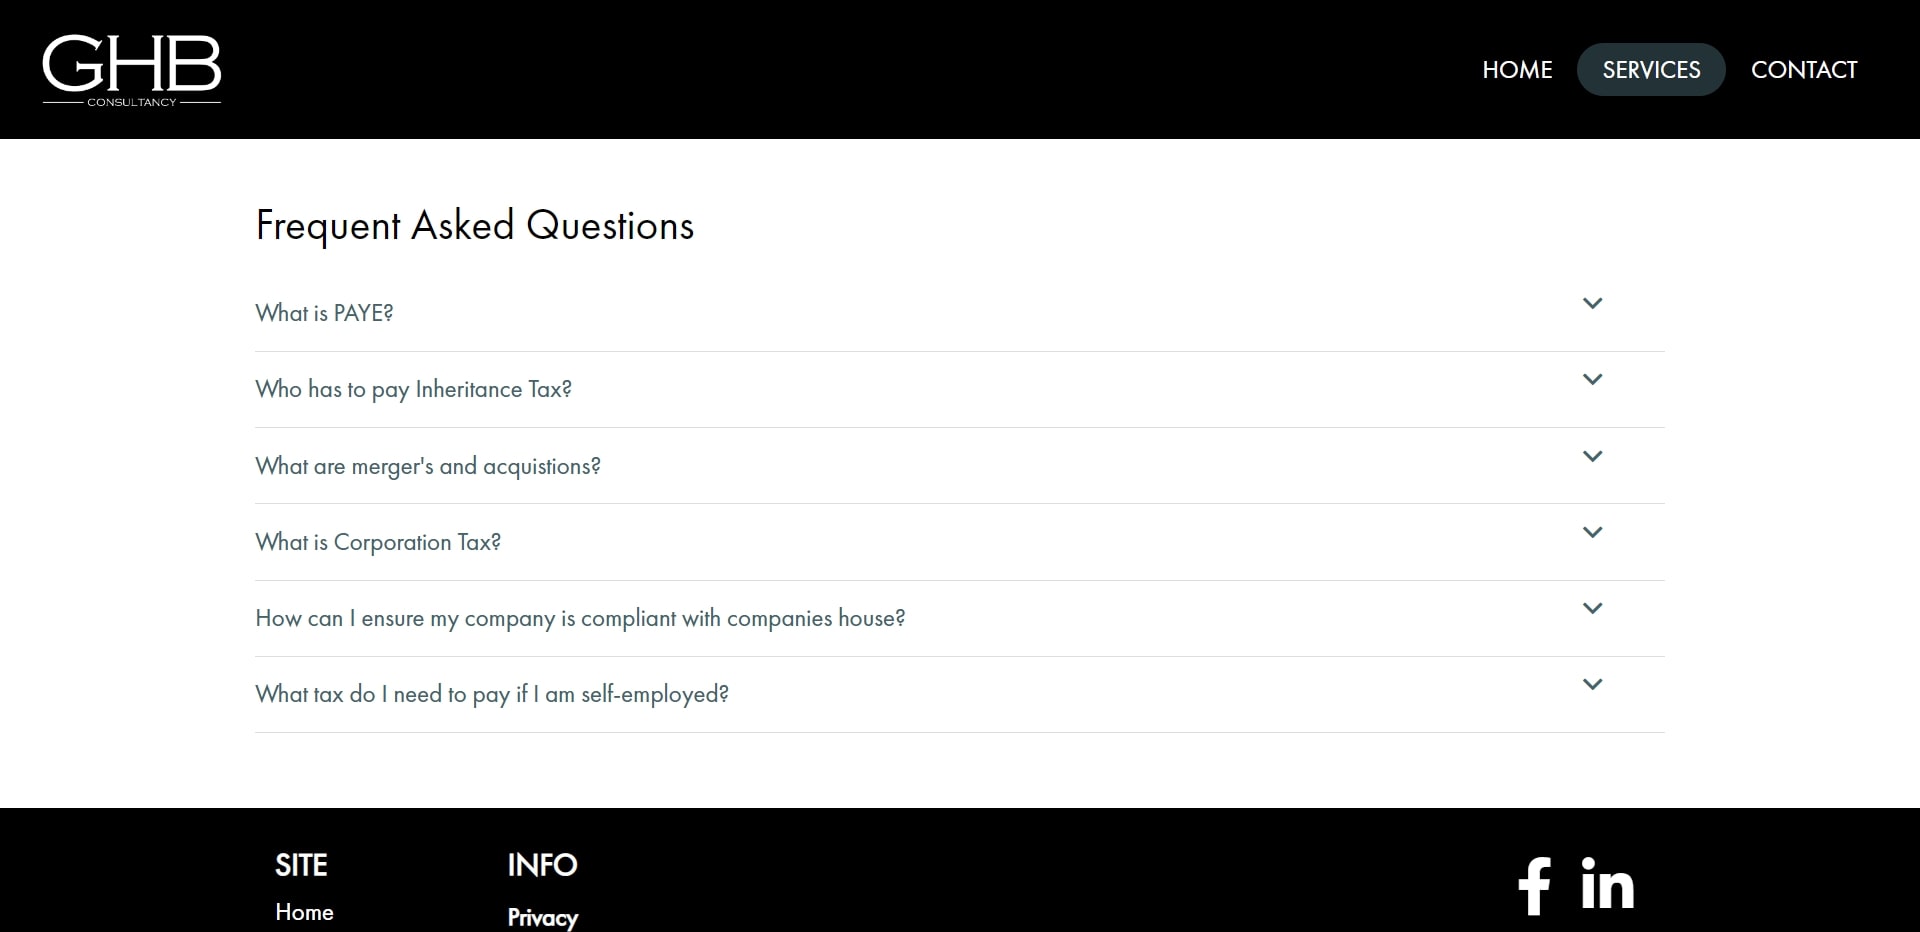 GHB
CONSULTANCY
HOME SERVICES CONTACT
Frequent Asked Questions
What is PAYE?
Who has to pay Inheritance Tax?
What are merger's and acquistions?
What is Corporation Tax?
How can I ensure my company is compliant with companies house?
What tax do I need to pay if I am self-employed?
SITE INFO
Home Privacy